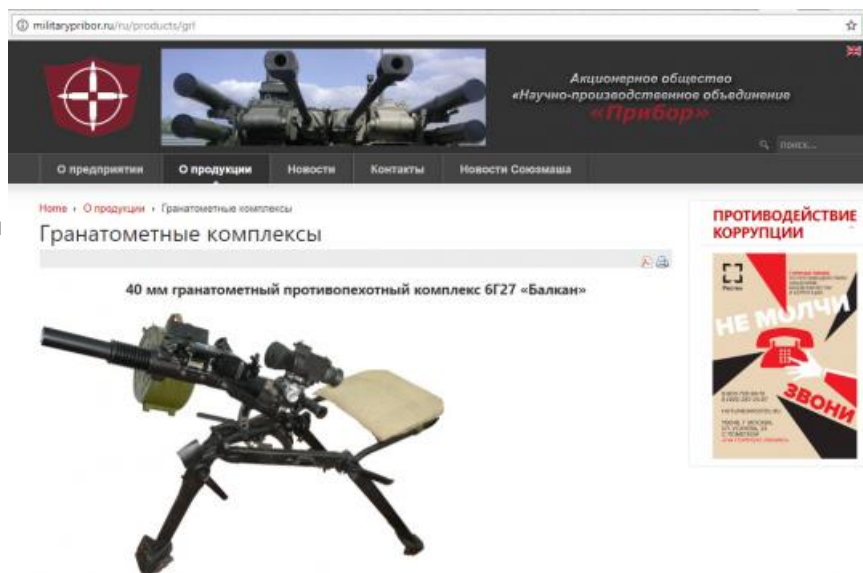 militarypribor.ru/ru/products/grl
Акционерное общество
«Научно-производственное объединение
«Прибор»
поиск...
О предприятии О продукции Новости Контакты Новости Союзмаша
Home › О продукции › Гранатометные комплексы
Гранатометные комплексы
40 мм гранатометный противопехотный комплекс 6Г27 «Балкан»
ПРОТИВОДЕЙСТВИЕ
КОРРУПЦИИ
Ростех
НЕ МОЛЧИ
ЗВОНИ